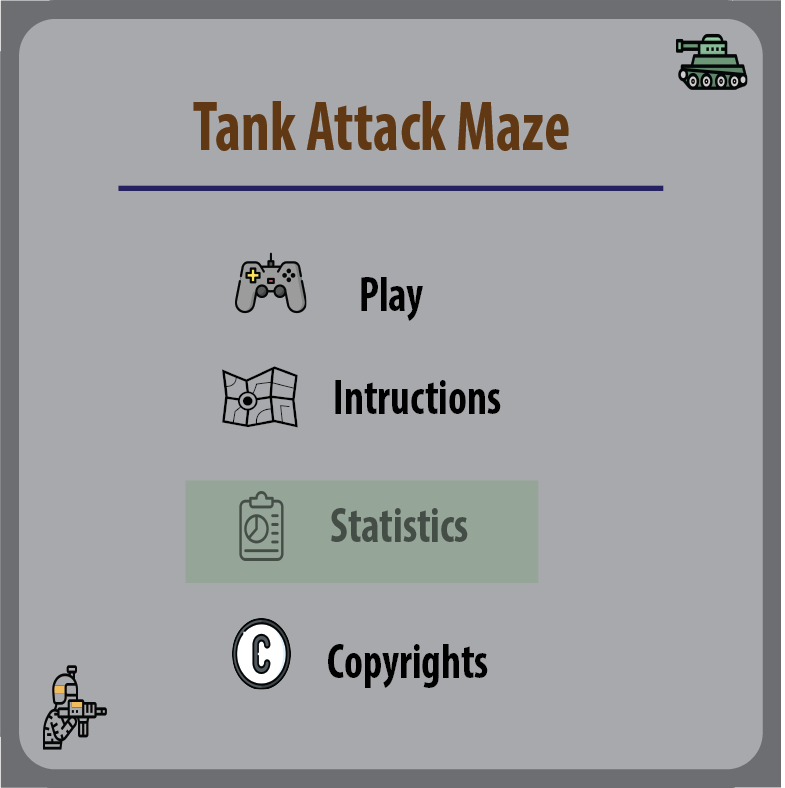 Tank Attack Maze
Play
Intructions
Statistics
C
Copyrights